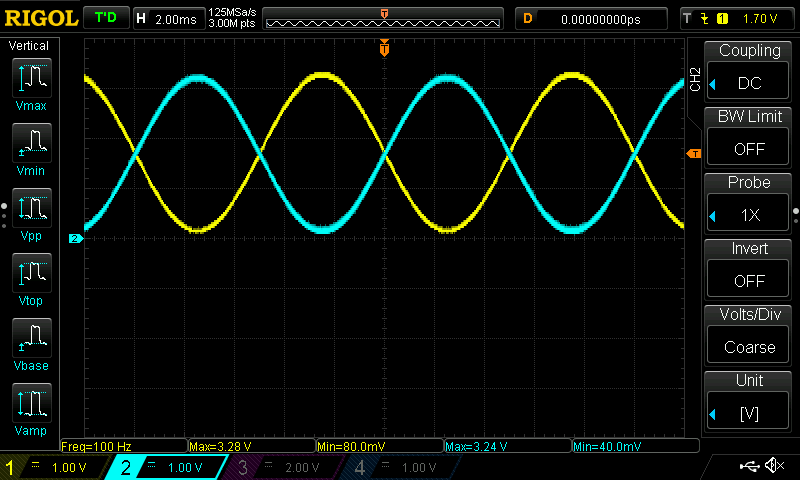 RIGOL T'D H 2.00ms 125MSa/s 3.00M pts T D 0.00000000ps T 1 1.70 V
Vertical
Vmax
Vmin
Vpp
Vtop
Vbase
Vamp
T
T
2
CH2
Coupling
DC
BW Limit
OFF
Probe
1X
Invert
OFF
Volts/Div
Coarse
Unit
[V]
Freq=100 Hz Max=3.28 V Min=80.0mV Max=3.24 V Min=40.0mV
1 1.00 V 2 1.00 V 3 2.00 V 4 1.00 V